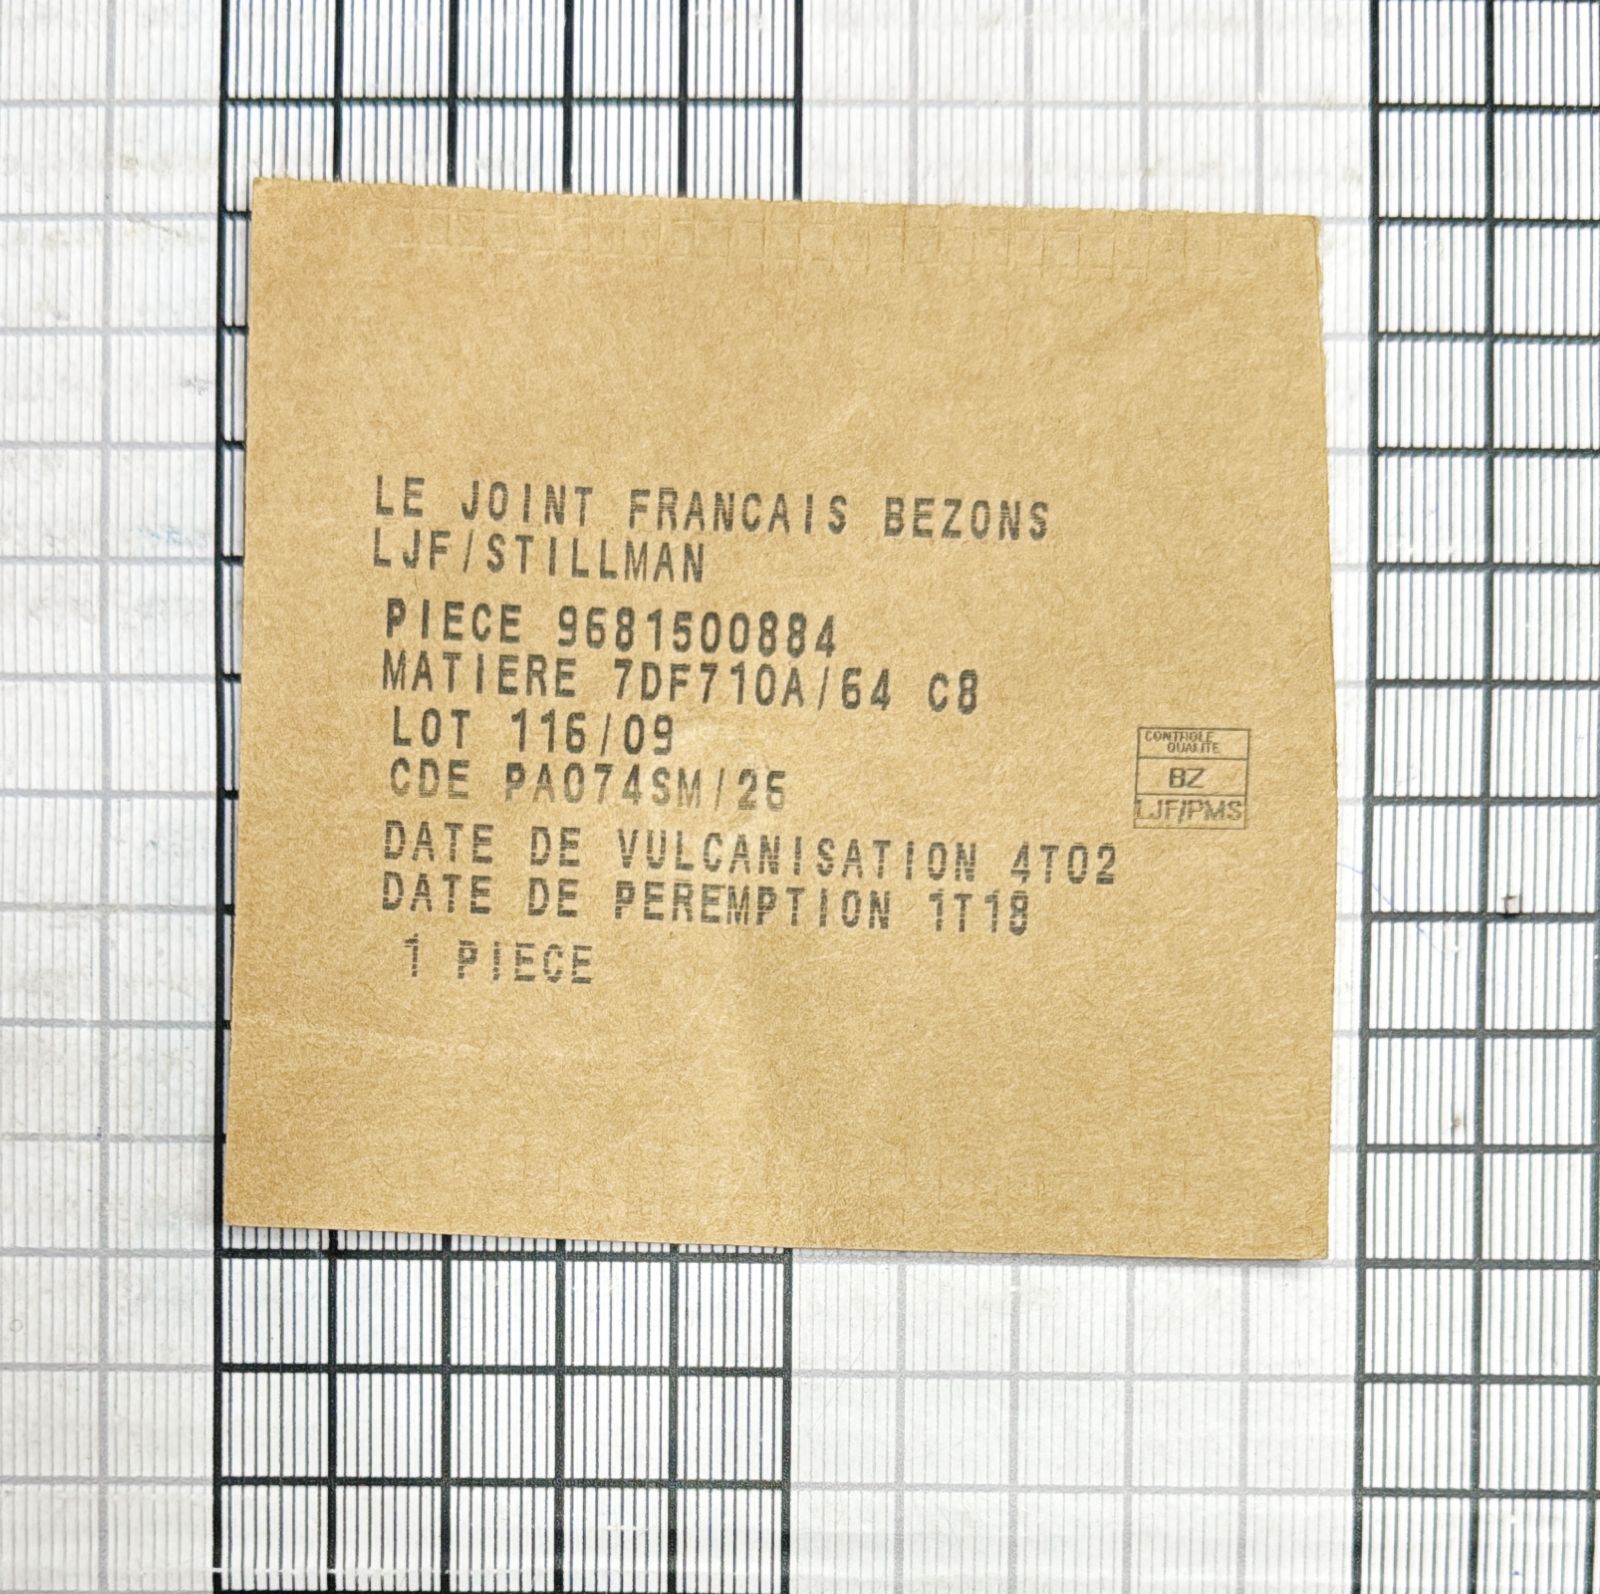 LE JOINT FRANCAIS BEZONS
LJF/STILLMAN
PIECE 9681500884
MATIERE 7DF710A/64 C8
LOT 116/09
CDE PA074SM/26
CONTROLE
QUALITE
BZ
LJF/PMS
DATE DE VULCANISATION 4T02
DATE DE PEREMPTION 1T18
1 PIECE